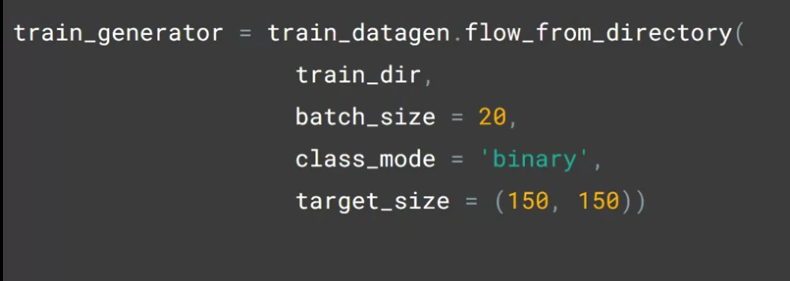 train_generator = train_datagen.flow_from_directory(
train_dir,
batch_size = 20,
class_mode = 'binary',
target_size = (150, 150))